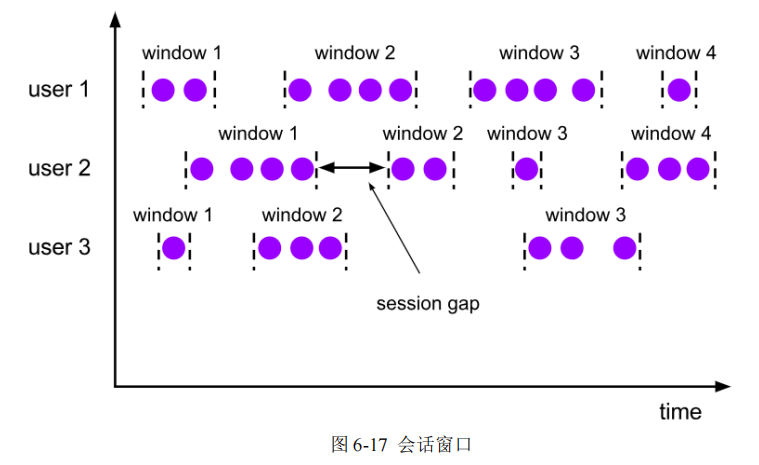 window 1 window 2 window 3 window 4
user 1
window 1 window 2 window 3 window 4
user 2
window 1 window 2 window 3
user 3
session gap
time
图 6-17 会话窗口